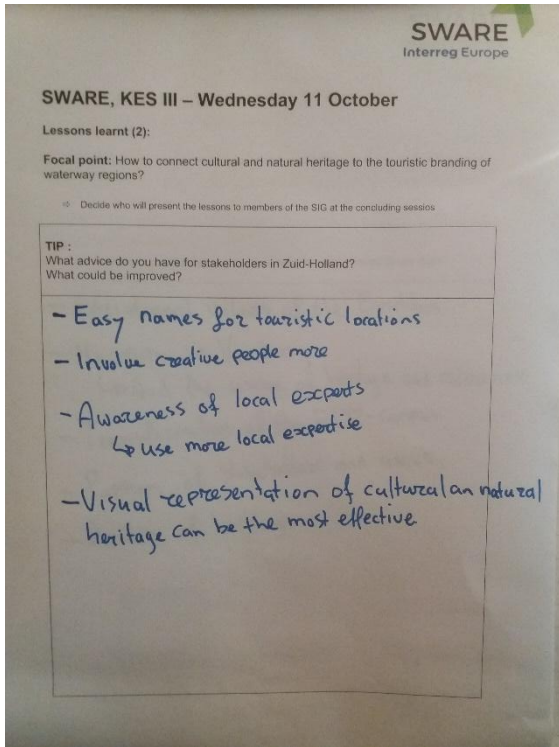 SWARE
Interreg Europe
SWARE, KES III – Wednesday 11 October
Lessons learnt (2):
Focal point: How to connect cultural and natural heritage to the touristic branding of
waterway regions?
⇨ Decide who will present the lessons to members of the SIG at the concluding sessios
TIP :
What advice do you have for stakeholders in Zuid-Holland?
What could be improved?
- Easy names for touristic locations
- Involve creative people more
- Awareness of local experts
↳ use more local expertise
- Visual representation of cultural an natural
heritage can be the most effective